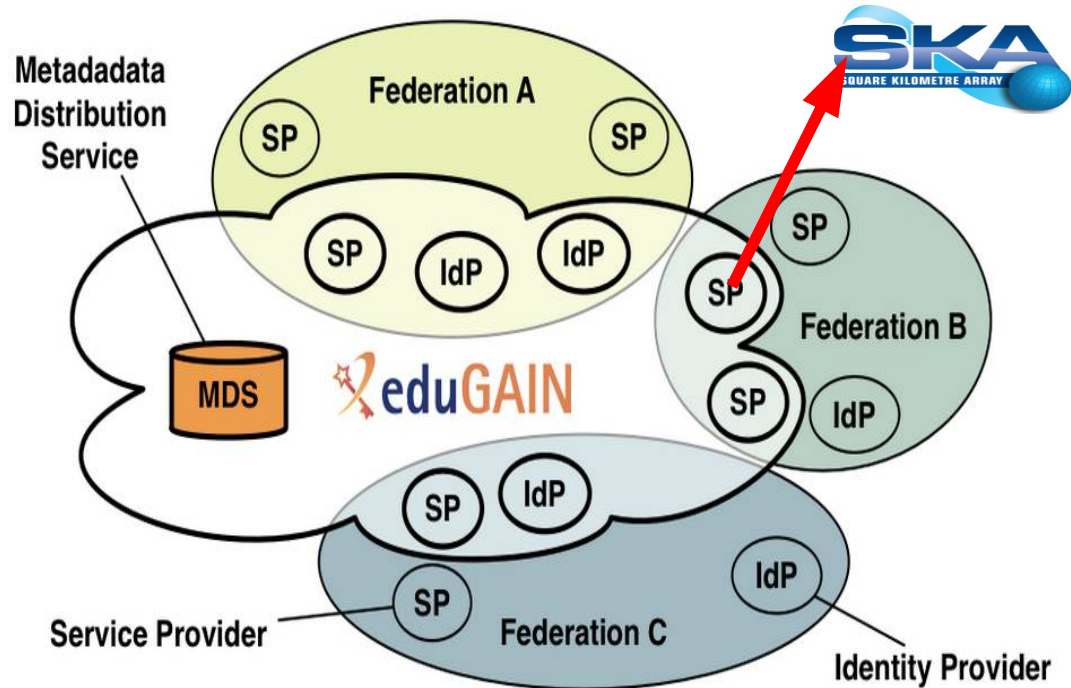 SKA
SQUARE KILOMETRE ARRAY
Metadadata
Distribution
Service
Federation A
SP
SP
SP
IdP
IdP
SP
SP
Federation B
MDS
eduGAIN
SP
IdP
SP
IdP
SP
IdP
Service Provider
Federation C
Identity Provider